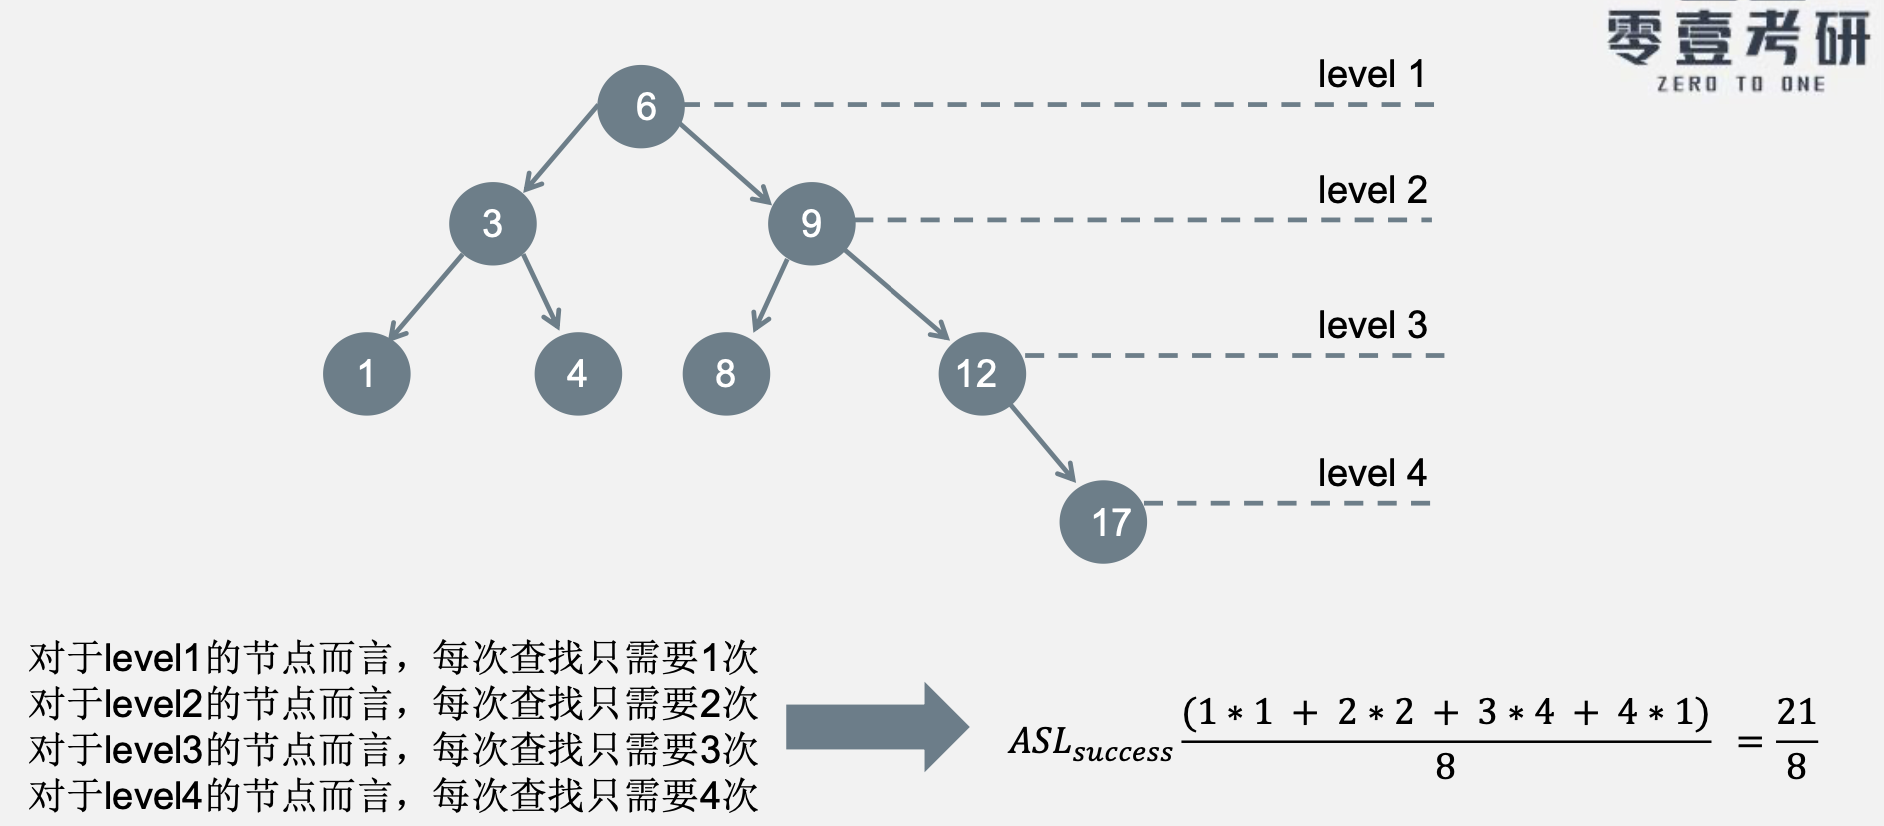 零壹考研
ZERO TO ONE
level 1
6
level 2
3
9
level 3
1
4
8
12
level 4
17
对于level1的节点而言，每次查找只需要1次
对于level2的节点而言，每次查找只需要2次
对于level3的节点而言，每次查找只需要3次
对于level4的节点而言，每次查找只需要4次
ASL_success (1∗1 + 2∗2 + 3∗4 + 4∗1)/8 = 21/8